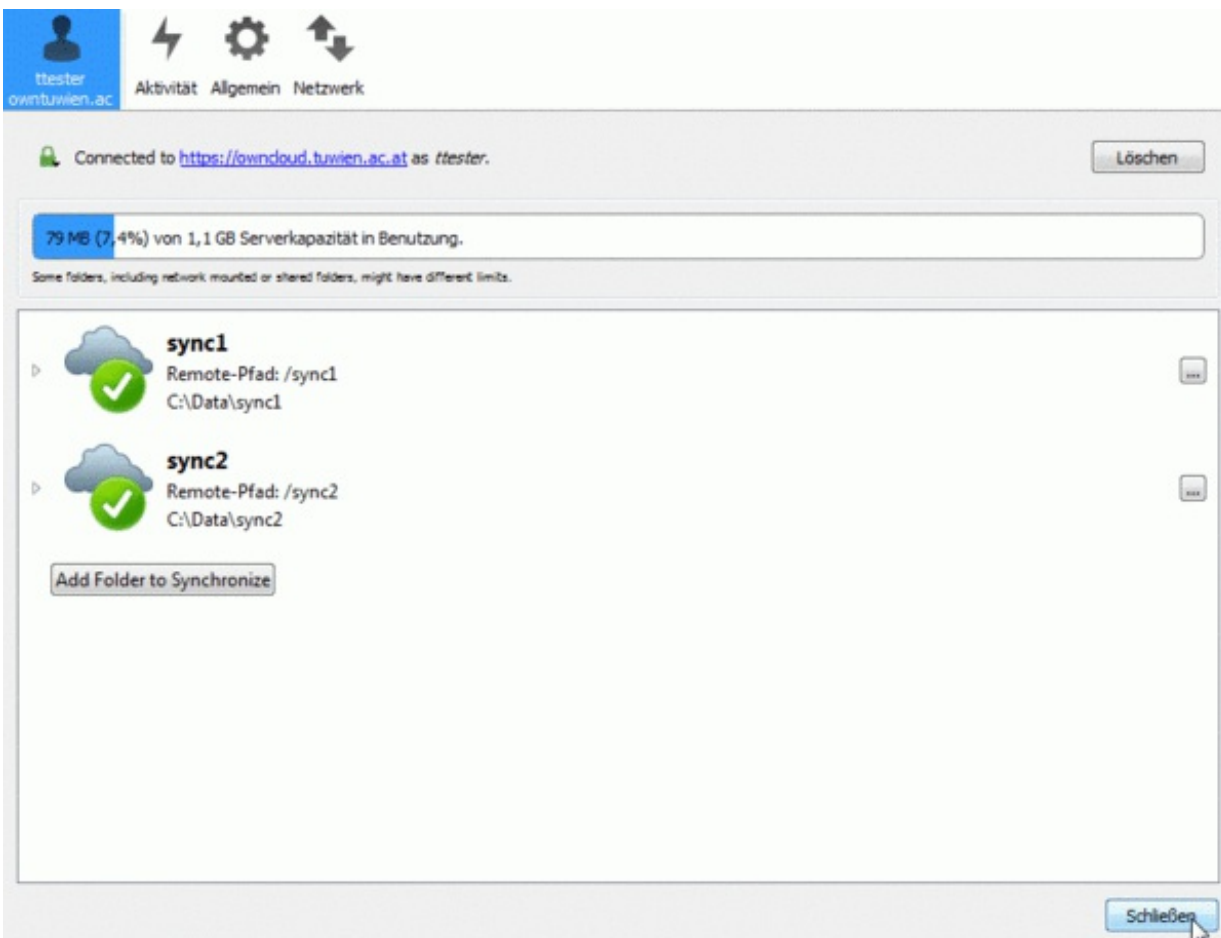 ttester
owntuwien.ac
Aktivität Allgemein Netzwerk
Connected to https://owncloud.tuwien.ac.at as ttester.
Löschen
79 MB (7,4%) von 1,1 GB Serverkapazität in Benutzung.
Some folders, including network mounted or shared folders, might have different limits.
sync1
Remote-Pfad: /sync1
C:\Data\sync1
...
sync2
Remote-Pfad: /sync2
C:\Data\sync2
...
Add Folder to Synchronize
Schließen